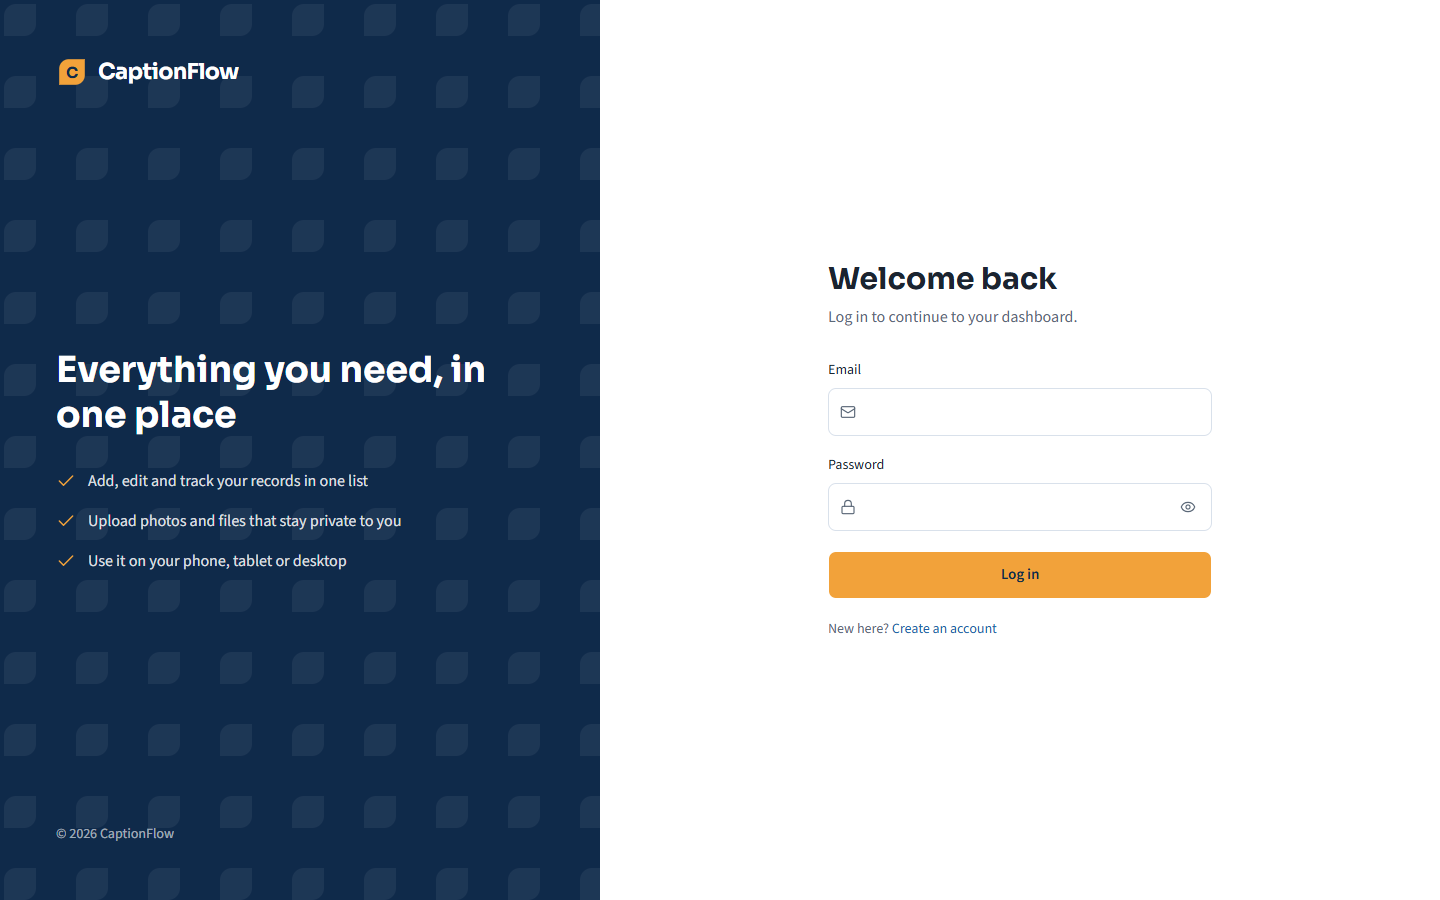 C CaptionFlow
Everything you need, in
one place
Add, edit and track your records in one list
Upload photos and files that stay private to you
Use it on your phone, tablet or desktop
© 2026 CaptionFlow
Welcome back
Log in to continue to your dashboard.
Email
Password
Log in
New here? Create an account